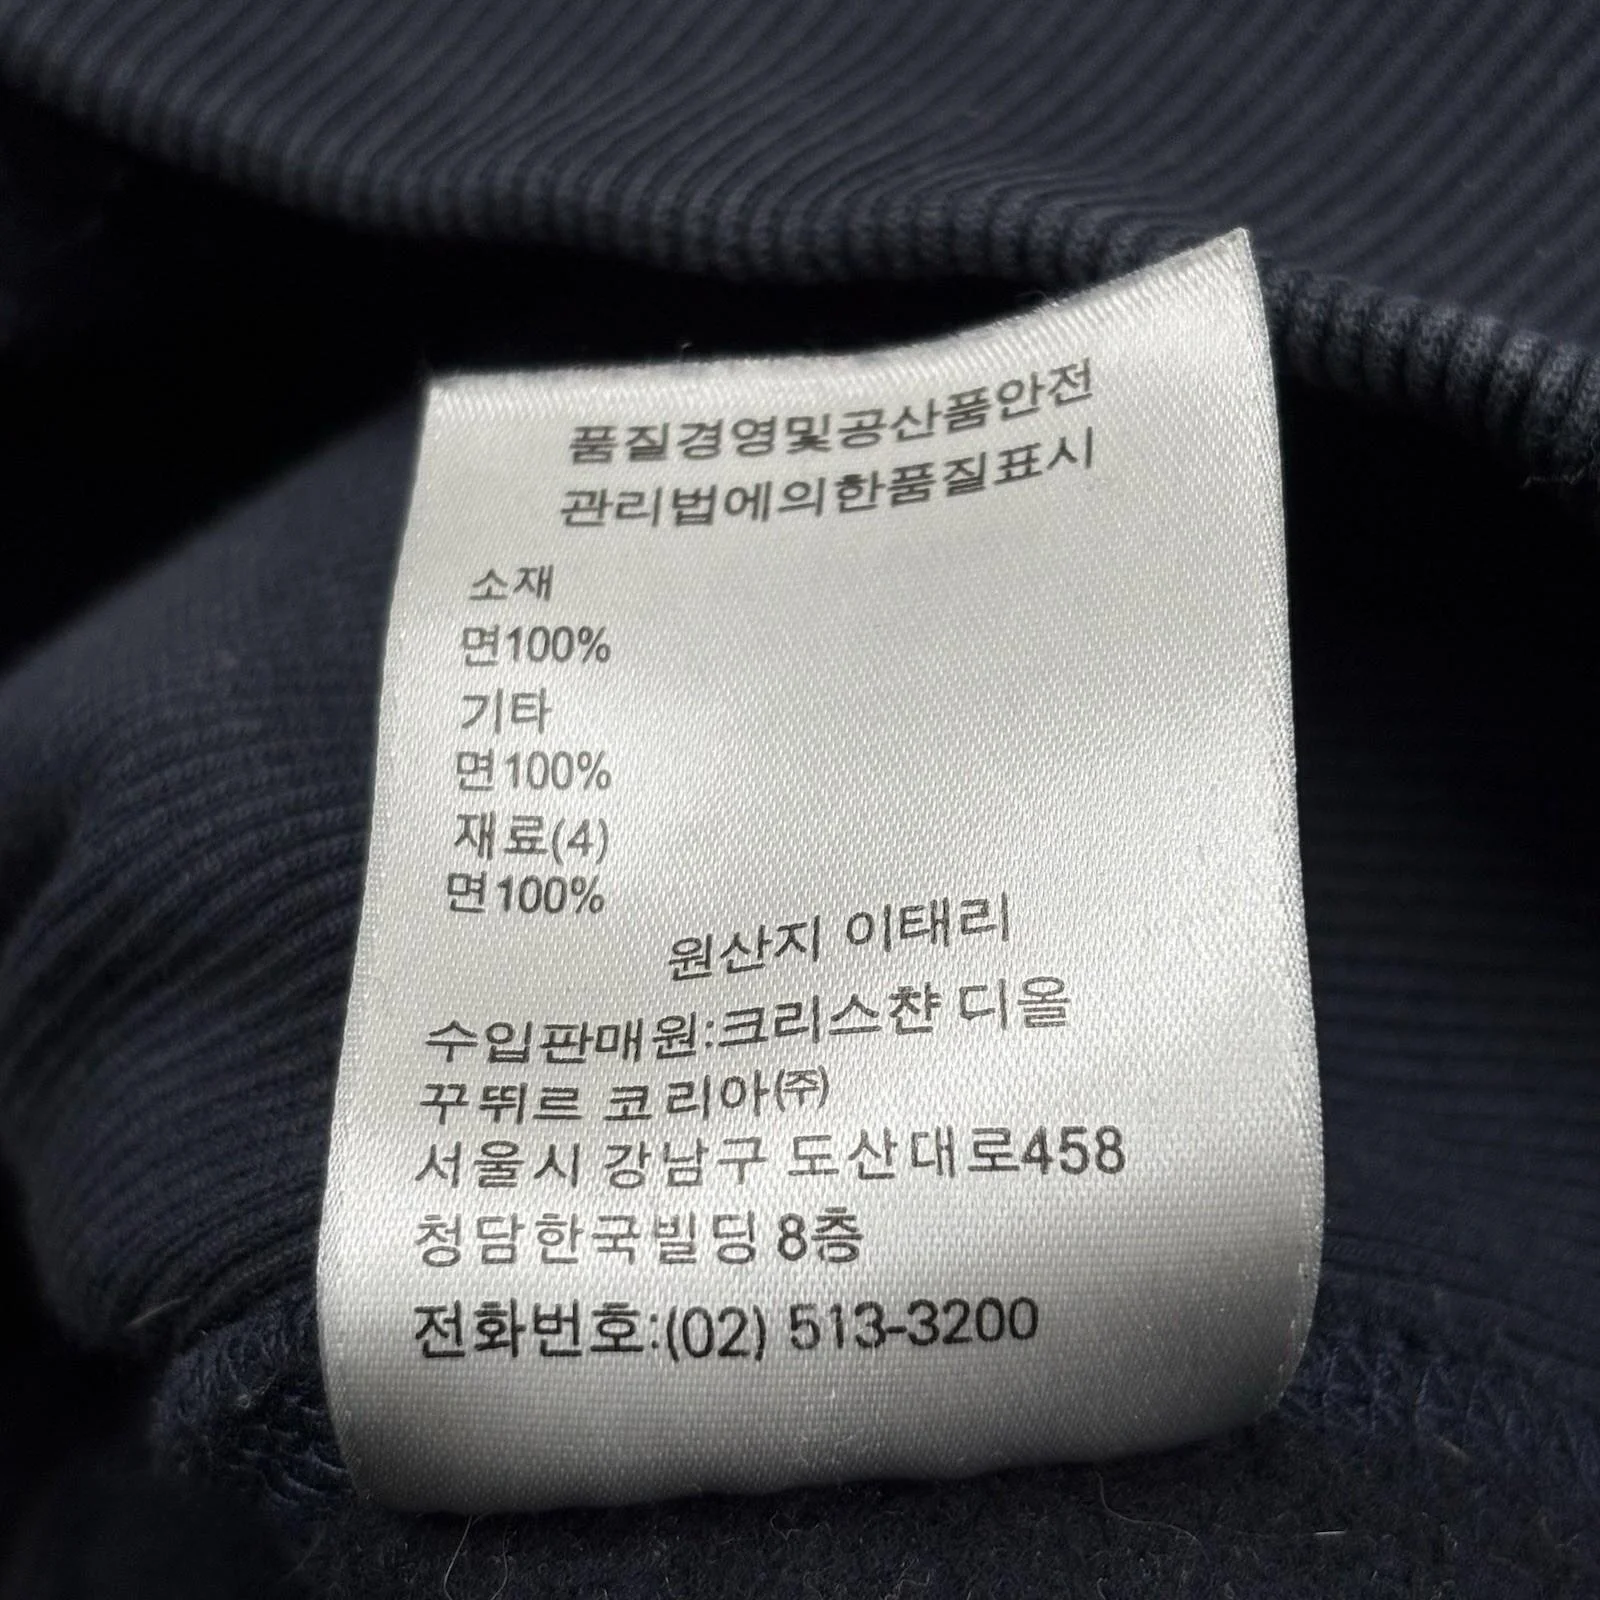 품질경영및공산품안전
관리법에의한품질표시
소재
면100%
기타
면100%
재료(4)
면100%
원산지 이태리
수입판매원:크리스챤 디올
꾸뛰르 코리아㈜
서울시 강남구 도산대로458
청담한국빌딩 8층
전화번호:(02) 513-3200